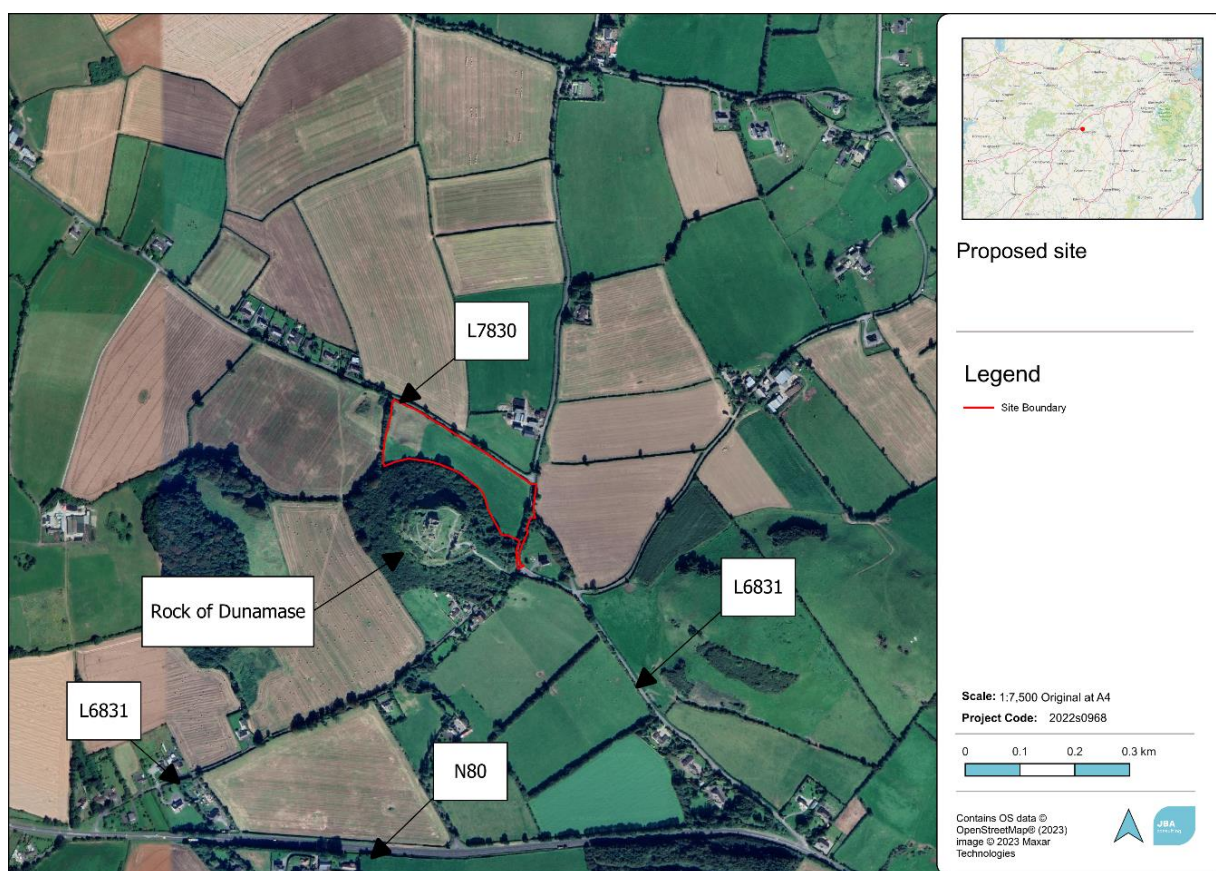 L7830
Rock of Dunamase
L6831
L6831
N80
Proposed site
Legend
Site Boundary
Scale: 1:7,500 Original at A4
Project Code: 2022s0968
0 0.1 0.2 0.3 km
Contains OS data ©
OpenStreetMap® (2023)
image © 2023 Maxar
Technologies
JBA
consulting